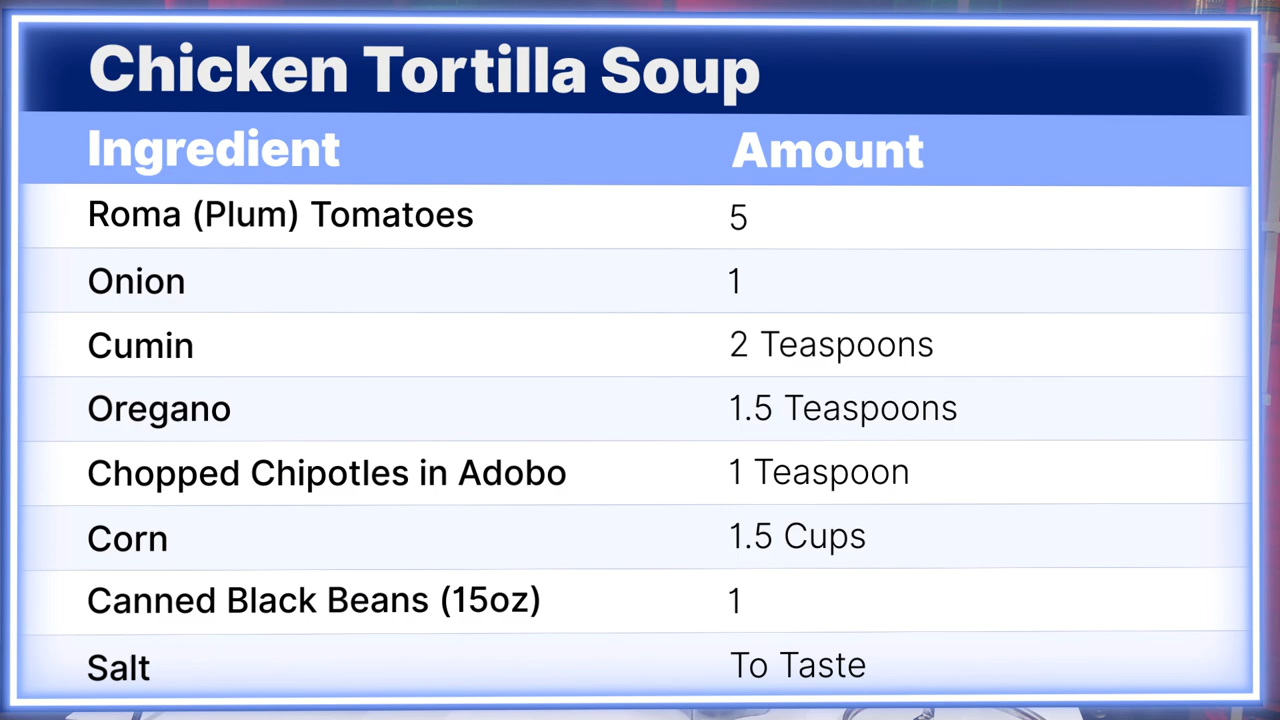 Chicken Tortilla Soup
Ingredient Amount
Roma (Plum) Tomatoes 5
Onion 1
Cumin 2 Teaspoons
Oregano 1.5 Teaspoons
Chopped Chipotles in Adobo 1 Teaspoon
Corn 1.5 Cups
Canned Black Beans (15oz) 1
Salt To Taste